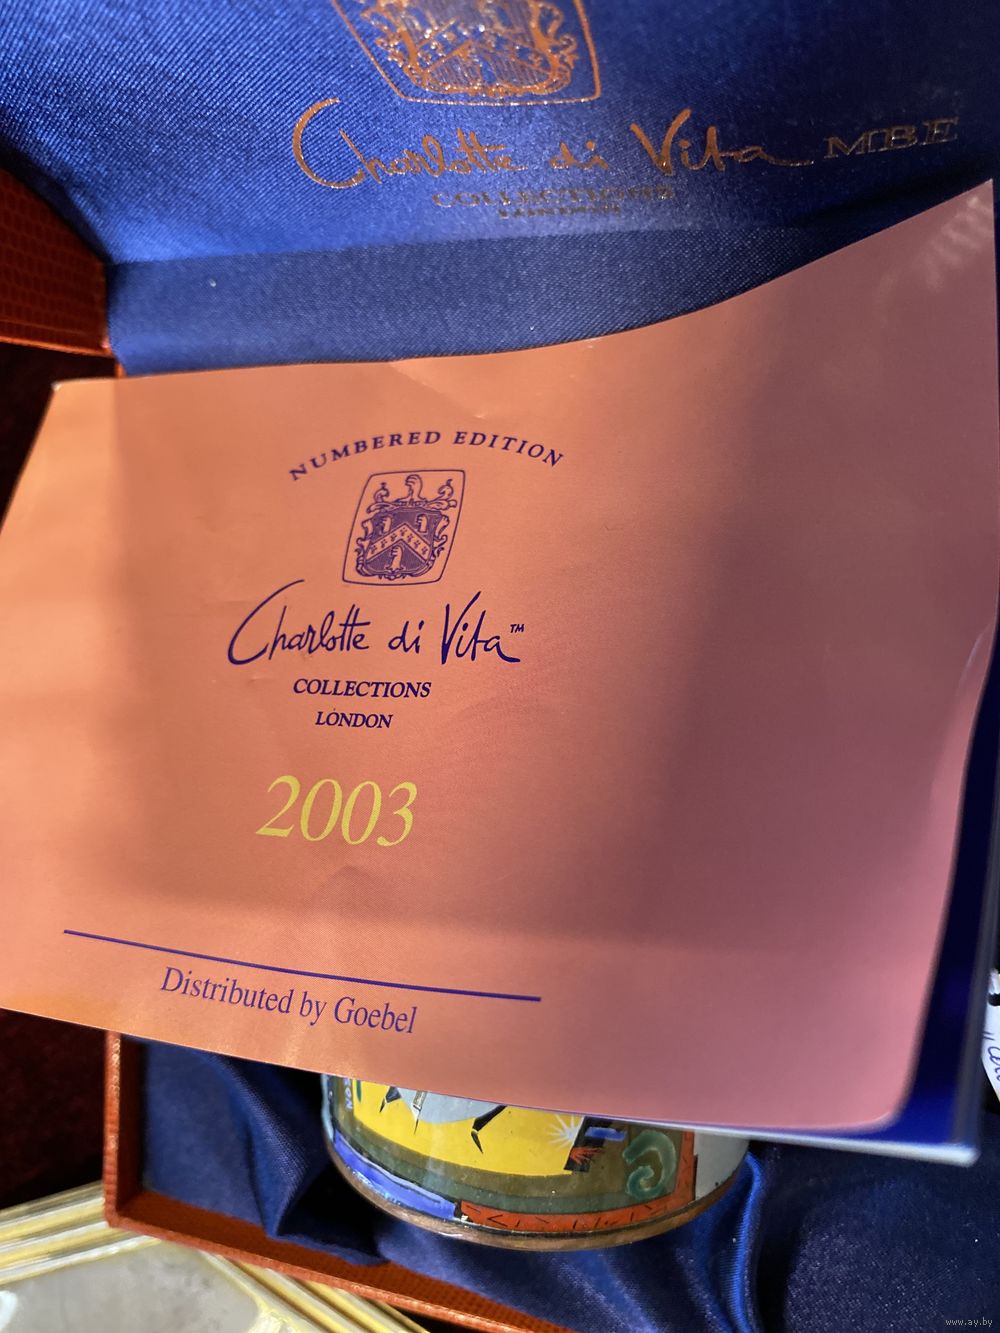 Charlotte di Vita MBE
COLLECTIONS
LONDON
NUMBERED EDITION
Charlotte di Vita™
COLLECTIONS
LONDON
2003
Distributed by Goebel
www.ay.by